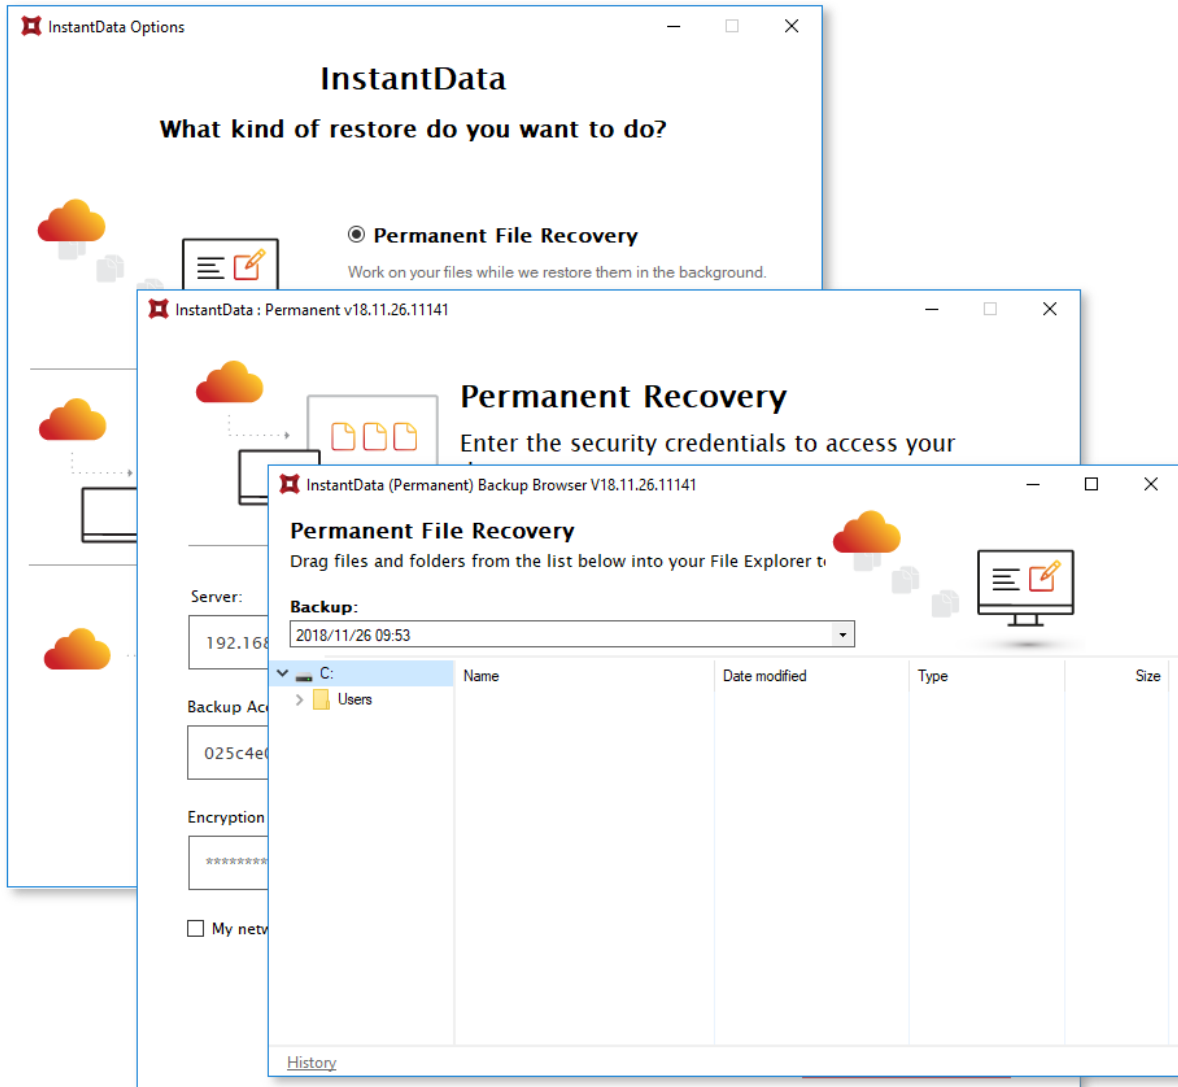 InstantData Options
InstantData
What kind of restore do you want to do?
Permanent File Recovery
Work on your files while we restore them in the background.
InstantData : Permanent v18.11.26.11141
Permanent Recovery
Enter the security credentials to access your
Server:
192.168
Backup
025c4e0
Encryption
*********
My
InstantData (Permanent) Backup Browser V18.11.26.11141
Permanent File Recovery
Drag files and folders from the list below into your File Explorer
Backup:
2018/11/26 09:53
C:
Users
Name Date modified Type Size
History